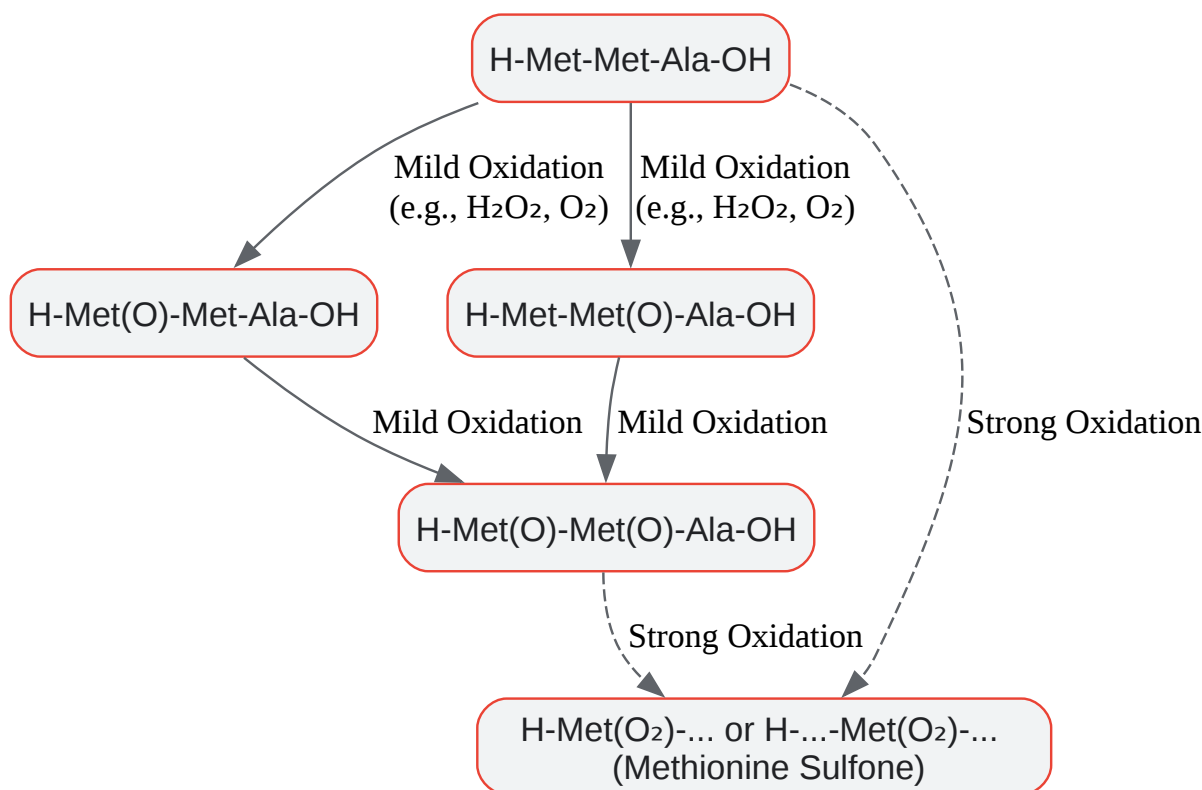 H-Met-Met-Ala-OH
Mild Oxidation
(e.g., H₂O₂, O₂)
Mild Oxidation
(e.g., H₂O₂, O₂)
H-Met(O)-Met-Ala-OH
H-Met-Met(O)-Ala-OH
Mild Oxidation
Mild Oxidation
Strong Oxidation
H-Met(O)-Met(O)-Ala-OH
Strong Oxidation
H-Met(O₂)-... or H-...-Met(O₂)-...
(Methionine Sulfone)